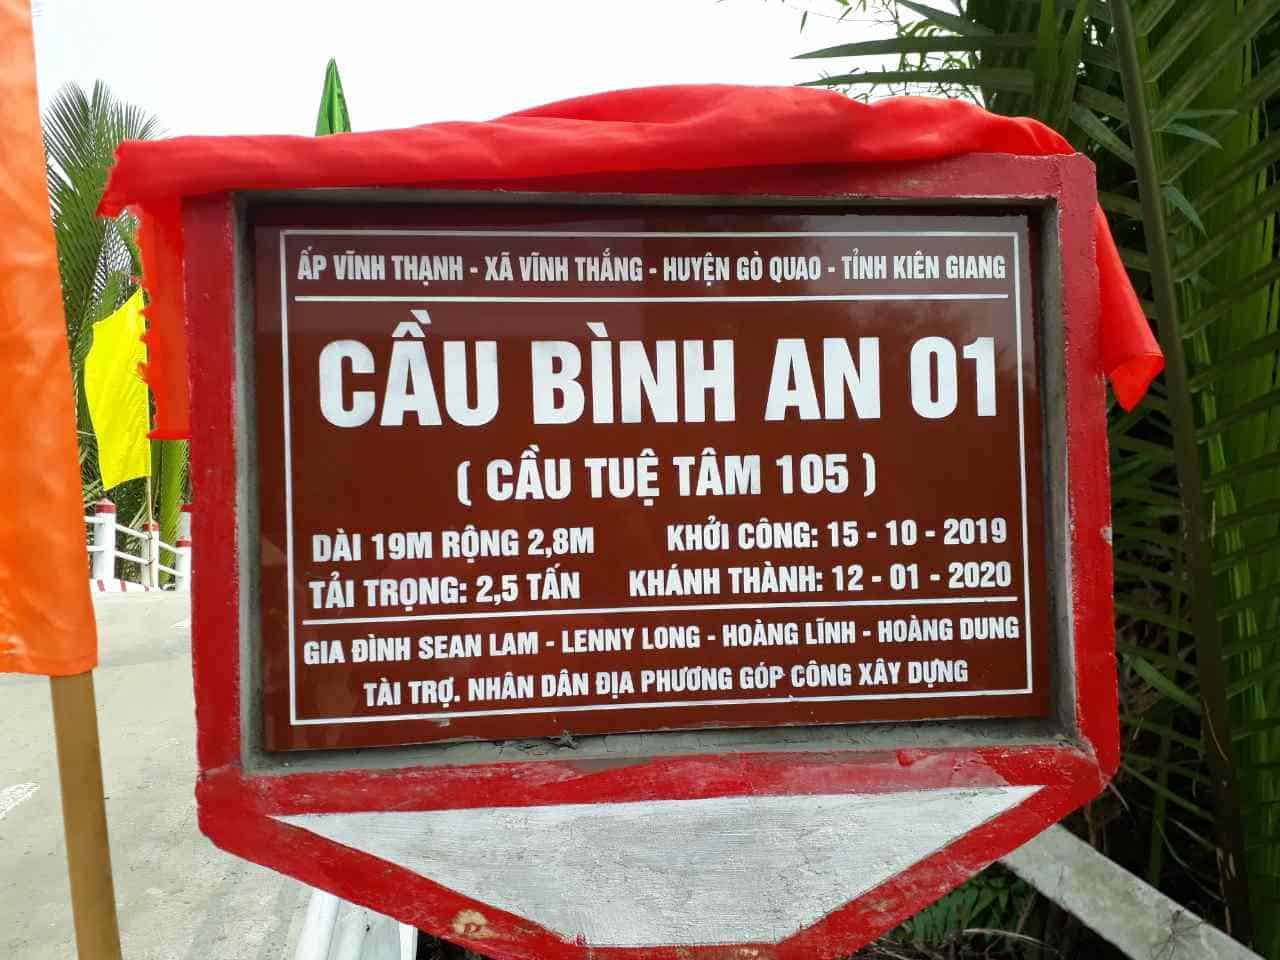 ẤP VĨNH THẠNH - XÃ VĨNH THẮNG - HUYỆN GÒ QUAO - TỈNH KIÊN GIANG
CẦU BÌNH AN 01
( CẦU TUỆ TÂM 105 )
DÀI 19M RỘNG 2,8M KHỞI CÔNG: 15 - 10 - 2019
TẢI TRỌNG: 2,5 TẤN KHÁNH THÀNH: 12 - 01 - 2020
GIA ĐÌNH SEAN LAM - LENNY LONG - HOÀNG LĨNH - HOÀNG DUNG
TÀI TRỢ. NHÂN DÂN ĐỊA PHƯƠNG GÓP CÔNG XÂY DỰNG